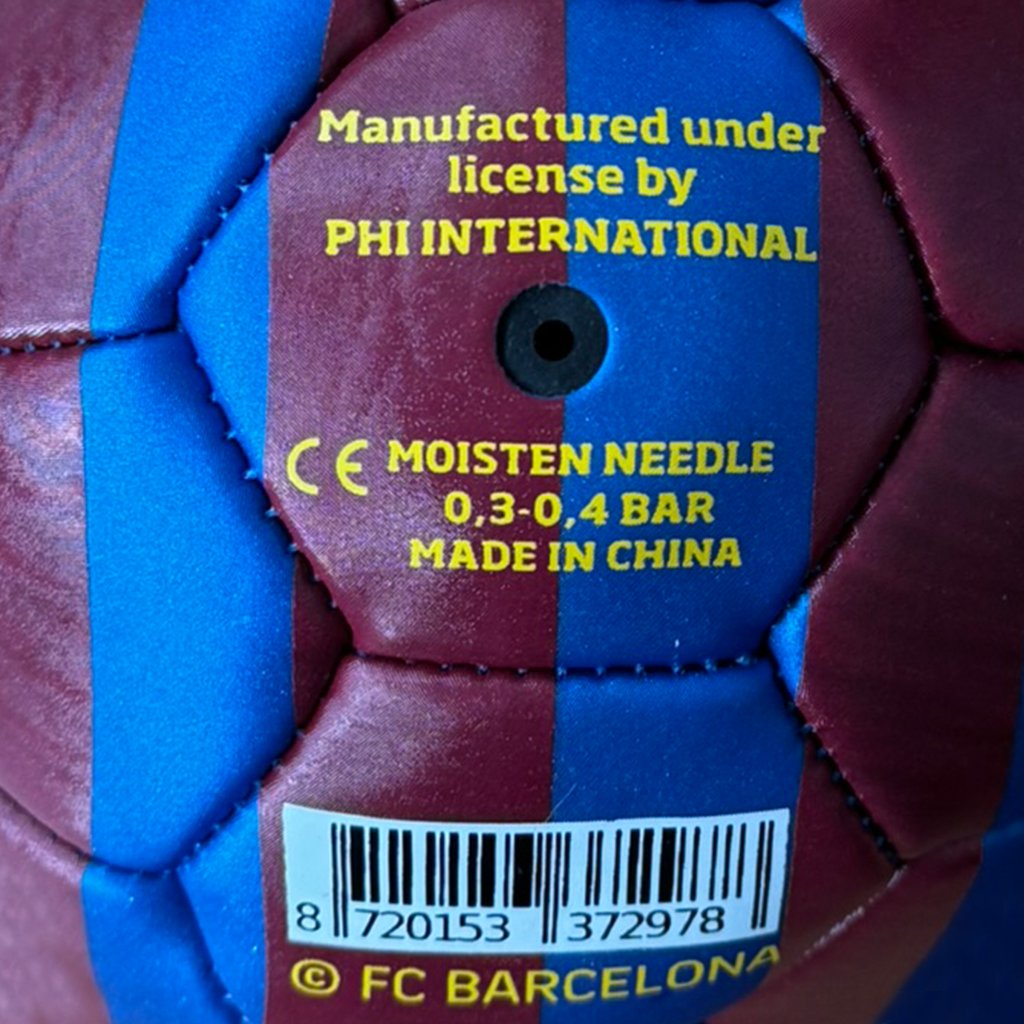 Manufactured under
license by
PHI INTERNATIONAL
CE MOISTEN NEEDLE
0,3-0,4 BAR
MADE IN CHINA
8 720153 372978
© FC BARCELONA